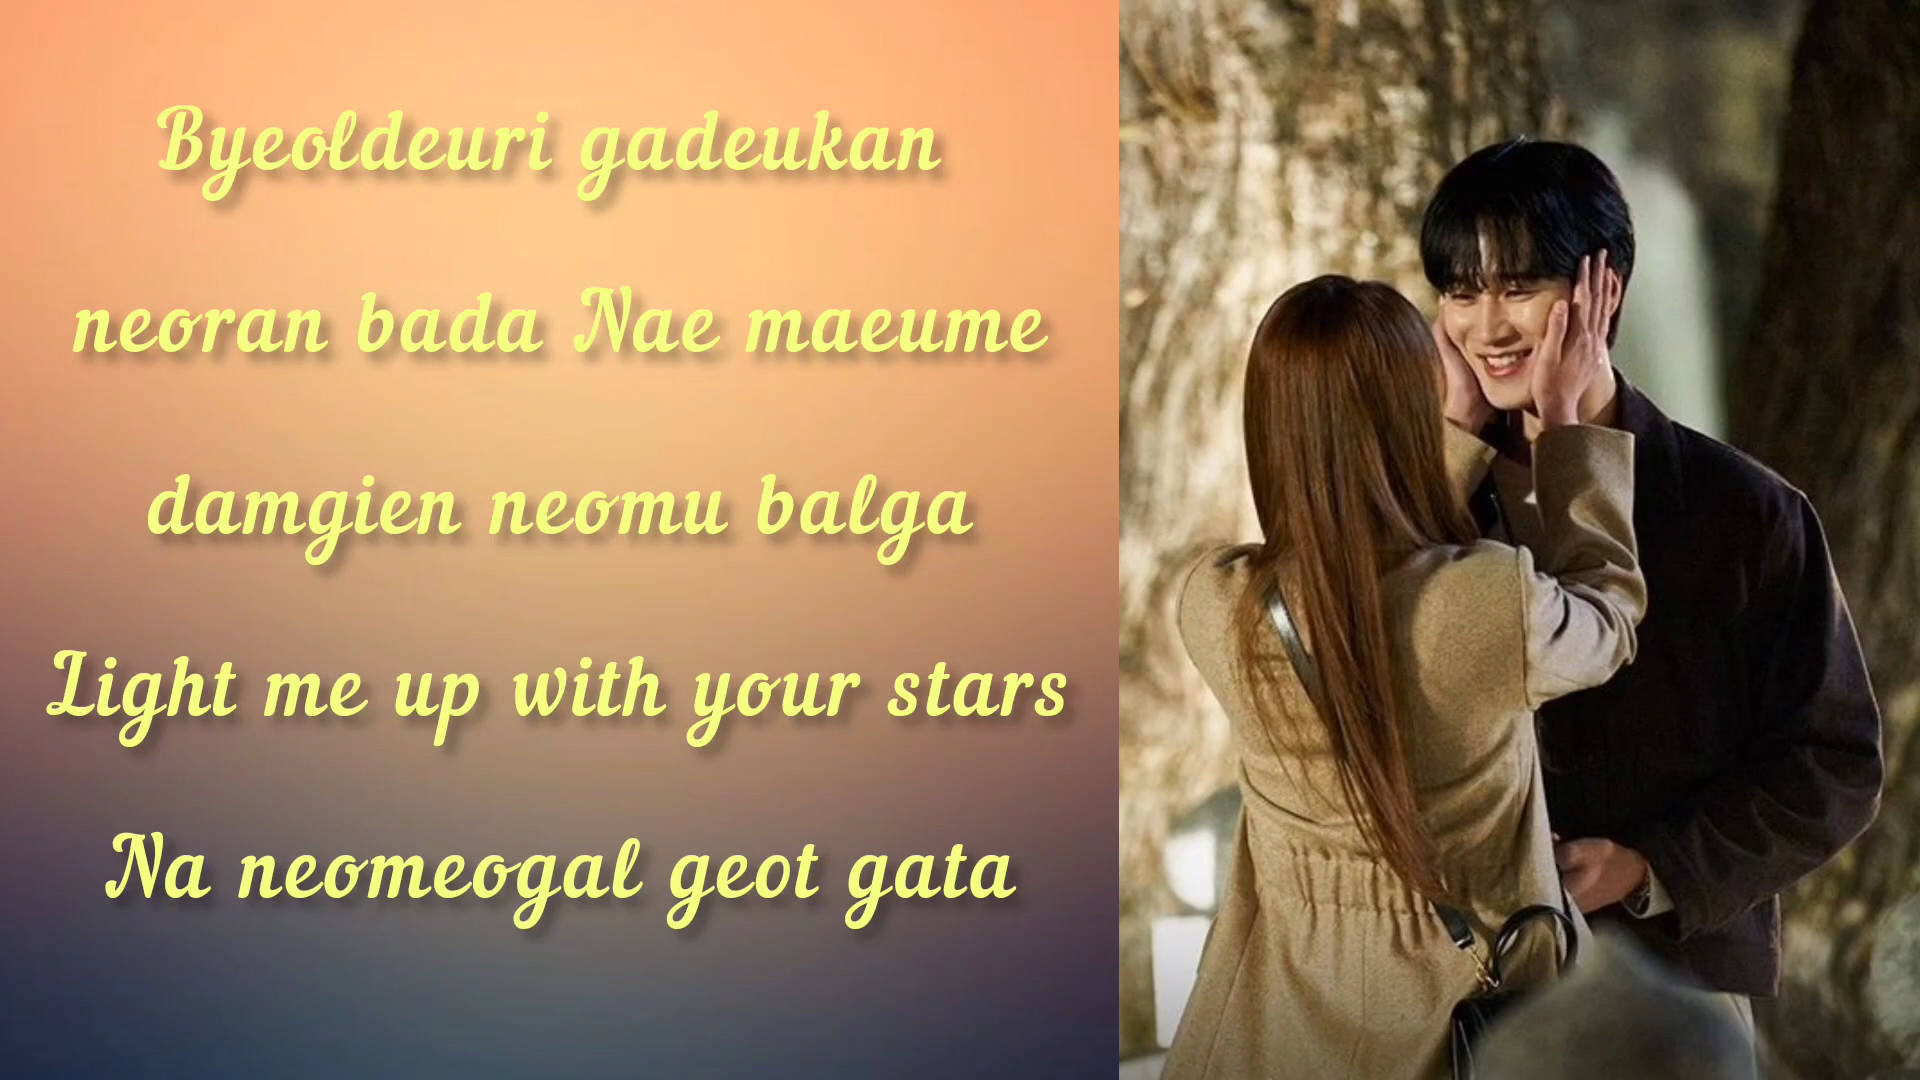 Byeoldeuri gadeukan
neoran bada Nae maeume
damgien neomu balga
Light me up with your stars
Na neomeogal geot gata